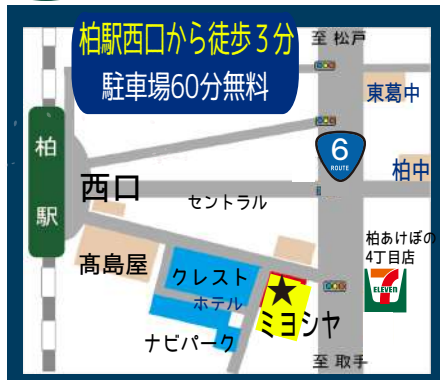 柏駅西口から徒歩３分
駐車場60分無料
至 松戸
東葛中
6
ROUTE
柏駅
西口
柏中
セントラル
髙島屋
クレスト
ホテル
ミヨシヤ
ナビパーク
柏あけぼの
4丁目店
7
ELEVEN
至 取手